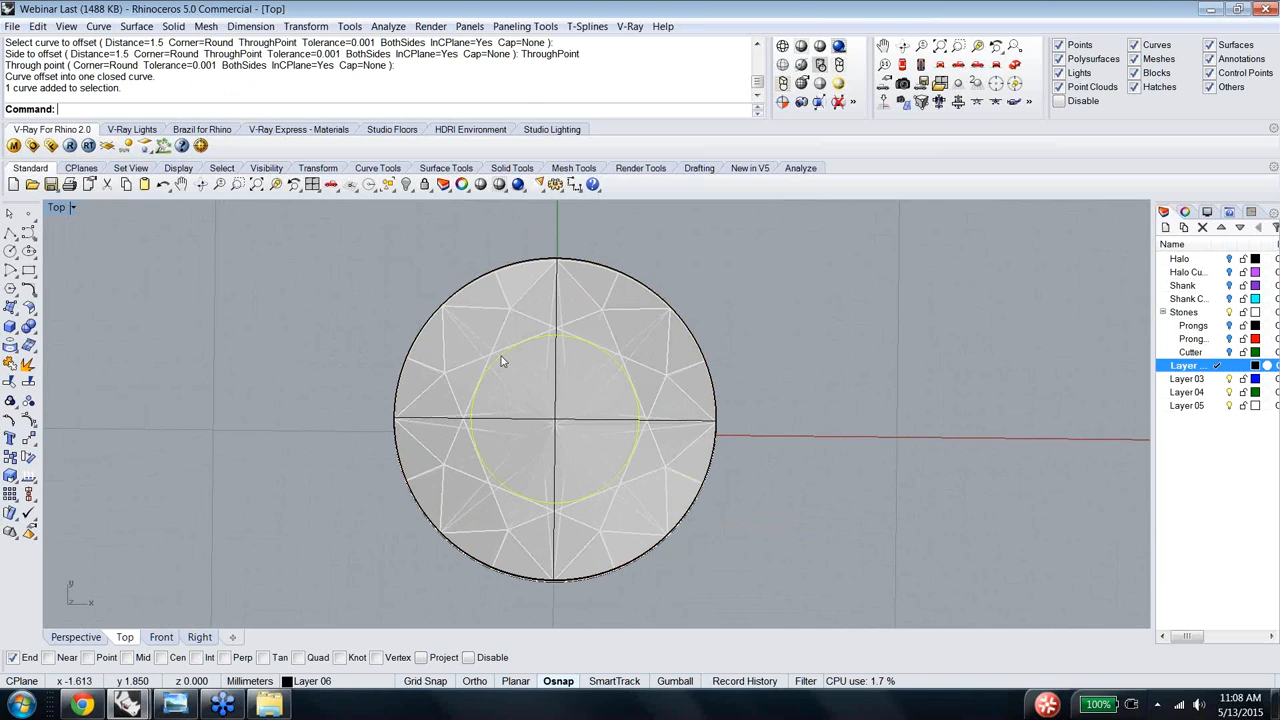 Webinar Last (1488 KB) - Rhinoceros 5.0 Commercial - [Top]
File Edit View Curve Surface Solid Mesh Dimension Transform Tools Analyze Render Panels Paneling Tools T-Splines V-Ray Help
Select curve to offset ( Distance=1.5 Corner=Round ThroughPoint Tolerance=0.001 BothSides InCPlane=Yes Cap=None ):
Side to offset ( Distance=1.5 Corner=Round ThroughPoint Tolerance=0.001 BothSides InCPlane=Yes Cap=None ): ThroughPoint
Through point ( Corner=Round Tolerance=0.001 BothSides InCPlane=Yes Cap=None ):
Curve offset into one closed curve.
1 curve added to selection.
Command:
Points Curves Surfaces
Polysurfaces Meshes Annotations
Lights Blocks Control Points
Point Clouds Hatches Others
Disable
V-Ray For Rhino 2.0 V-Ray Lights Brazil for Rhino V-Ray Express - Materials Studio Floors HDRI Environment Studio Lighting
Standard CPlanes Set View Display Select Visibility Transform Curve Tools Surface Tools Solid Tools Mesh Tools Render Tools Drafting New in V5 Analyze
Top
Name
Halo
Halo Cu...
Shank
Shank C...
Stones
Prongs
Prong...
Cutter
Layer ...
Layer 03
Layer 04
Layer 05
y
z x
Perspective Top Front Right
End Near Point Mid Cen Int Perp Tan Quad Knot Vertex Project Disable
CPlane x -1.613 y 1.850 z 0.000 Millimeters Layer 06 Grid Snap Ortho Planar Osnap SmartTrack Gumball Record History Filter CPU use: 1.7 %
100%
11:08 AM
5/13/2015